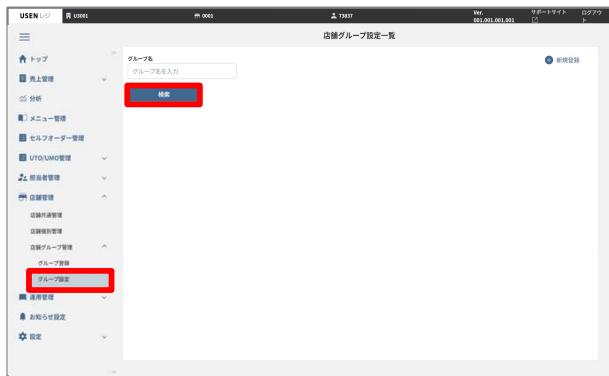 USEN レジ U3001 0001 73837 Ver. 001.001.001.001 サポートサイト ログアウト
店舗グループ設定一覧
トップ
売上管理
分析
メニュー管理
セルフオーダー管理
UTO/UMO管理
担当者管理
店舗管理
店舗共通管理
店舗個別管理
店舗グループ管理
グループ登録
グループ設定
運用管理
お知らせ設定
設定
グループ名
グループ名を入力
検索
新規登録